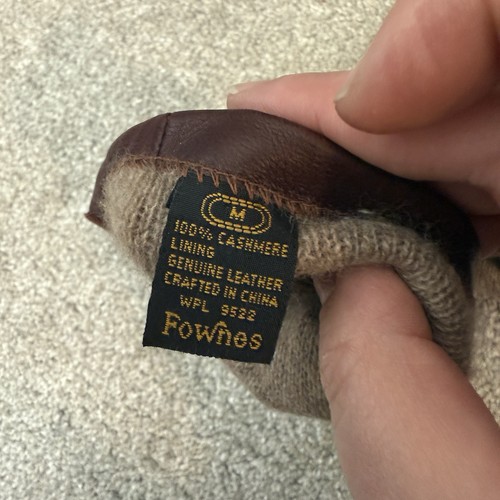 M
100% CASHMERE
LINING
GENUINE LEATHER
CRAFTED IN CHINA
WPL 9522
Fownes